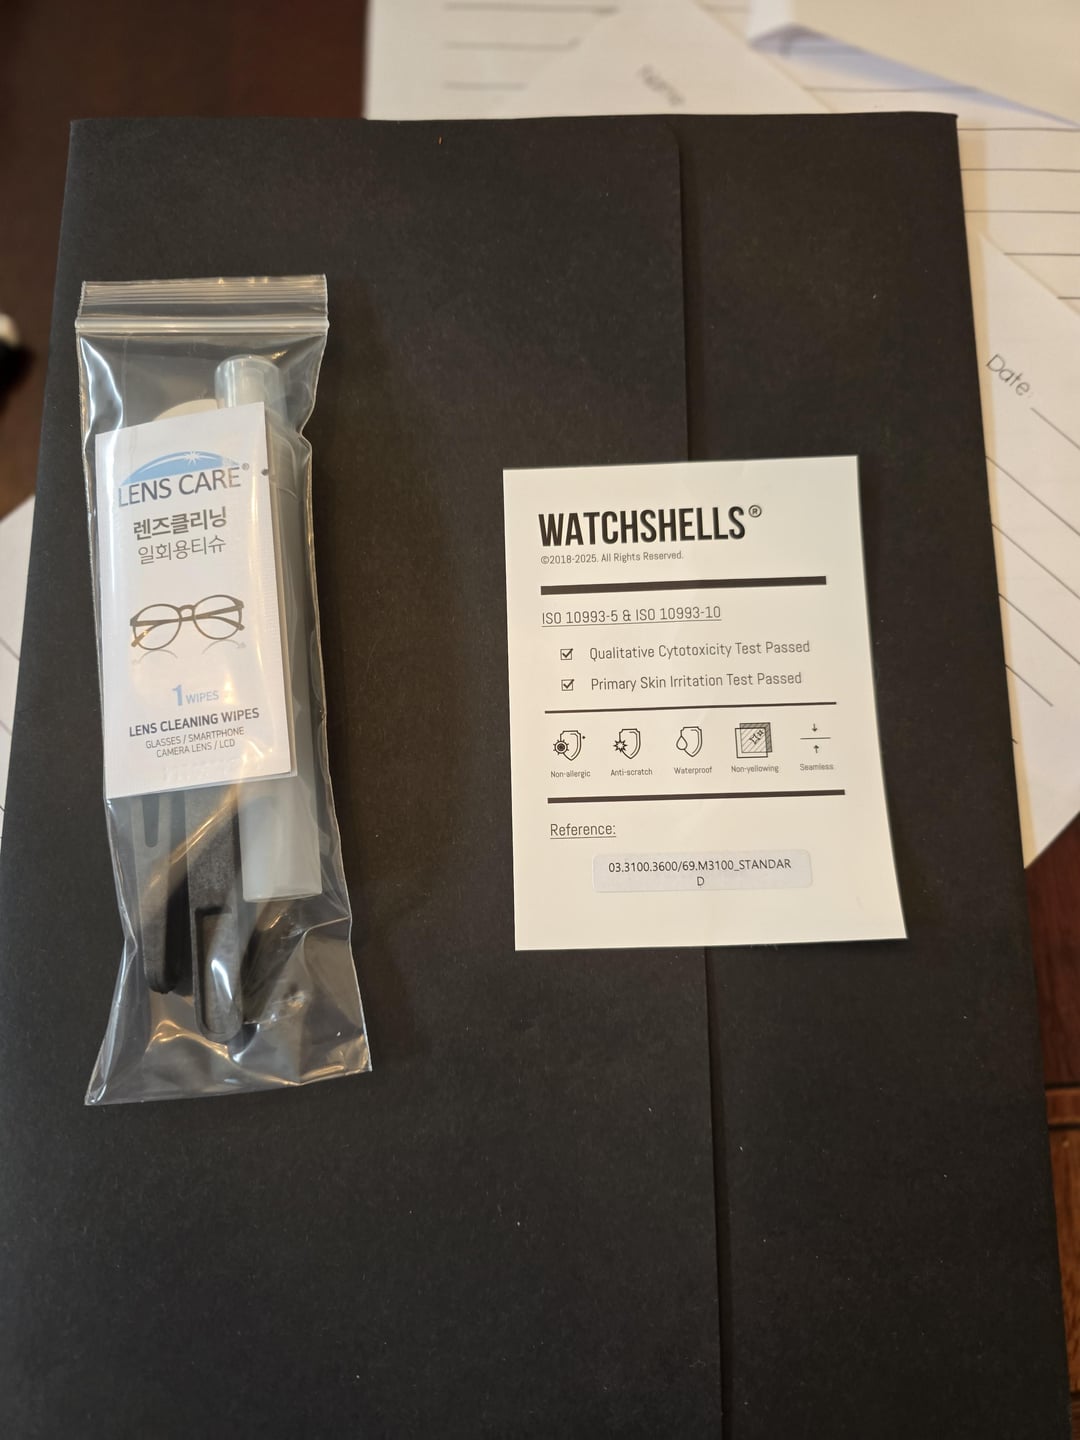 Name
Date:
LENS CARE®
렌즈클리닝
일회용티슈
1 WIPES
LENS CLEANING WIPES
GLASSES / SMARTPHONE
CAMERA LENS / LCD
WATCHSHELLS®
©2018-2025. All Rights Reserved.
ISO 10993-5 & ISO 10993-10
Qualitative Cytotoxicity Test Passed
Primary Skin Irritation Test Passed
Non-allergic Anti-scratch Waterproof Non-yellowing Seamless
Reference:
03.3100.3600/69.M3100_STANDAR
D